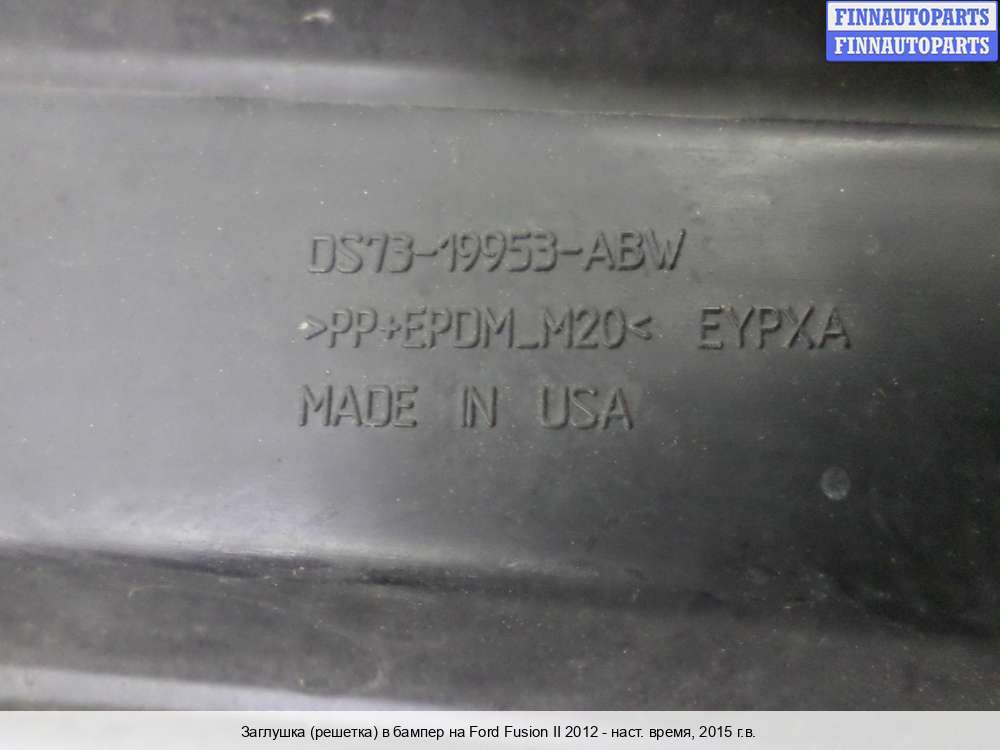 FINNAUTOPARTS
FINNAUTOPARTS
DS73-19953-ABW
>PP+EPDM_M20< EYPXA
MADE IN USA
Заглушка (решетка) в бампер на Ford Fusion II 2012 - наст. время, 2015 г.в.